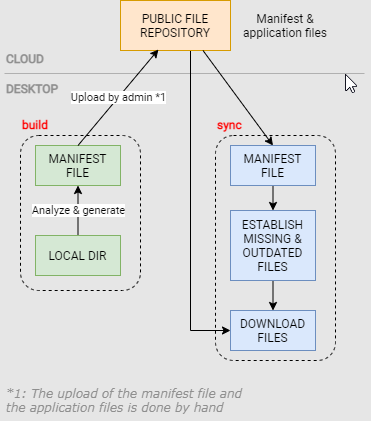 PUBLIC FILE
REPOSITORY
Manifest &
application files
CLOUD
DESKTOP
Upload by admin *1
build
sync
MANIFEST
FILE
Analyze & generate
LOCAL DIR
MANIFEST
FILE
ESTABLISH
MISSING &
OUTDATED
FILES
DOWNLOAD
FILES
*1: The upload of the manifest file and
the application files is done by hand